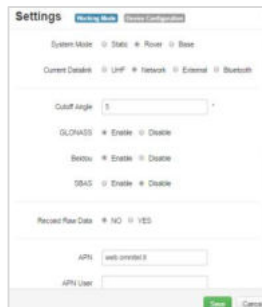 Settings Working Mode Device Configuration
System Mode Static Rover Base
Current Datalink UHF Network External Bluetooth
Cutoff Angle 5 °
GLONASS Enable Disable
Beidou Enable Disable
SBAS Enable Disable
Record Raw Data NO YES
APN web.omnitel.lt
APN User
Save Cancel